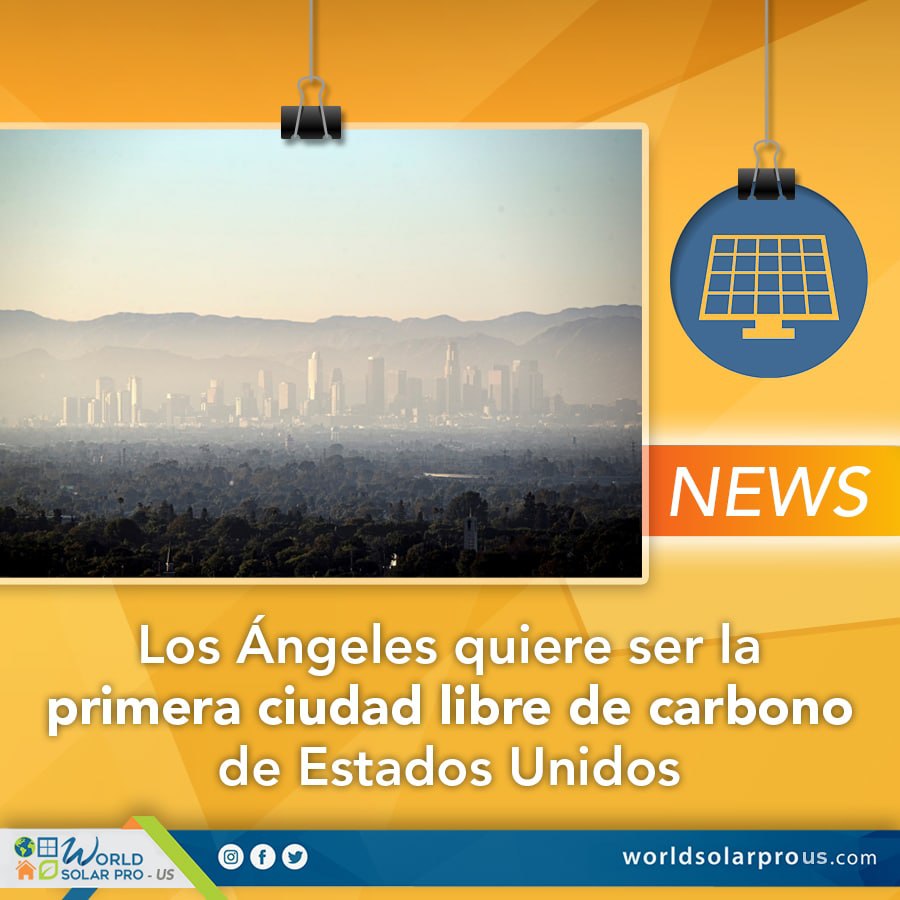 NEWS
Los Ángeles quiere ser la
primera ciudad libre de carbono
de Estados Unidos
WORLD
SOLAR PRO - US
worldsolarprous.com